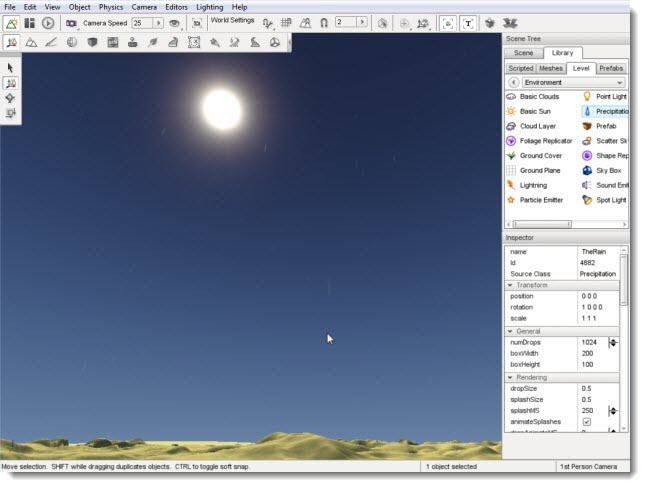 File Edit View Object Physics Camera Editors Lighting Help
Camera Speed 25 World Settings 2
Scene Tree
Scene Library
Scripted Meshes Level Prefabs
Environment
Basic Clouds Point Light
Basic Sun Precipitatio
Cloud Layer Prefab
Foliage Replicator Scatter Sk
Ground Cover Shape Rep
Ground Plane Sky Box
Lightning Sound Emit
Particle Emitter Spot Light
Inspector
name TheRain
Id 4882
Source Class Precipitation
Transform
position 0 0 0
rotation 1 0 0 0
scale 1 1 1
General
numDrops 1024
boxWidth 200
boxHeight 100
Rendering
dropSize 0.5
splashSize 0.5
splashMS 250
animateSplashes
Move selection. SHIFT while dragging duplicates objects. CTRL to toggle soft snap. 1 object selected 1st Person Camera